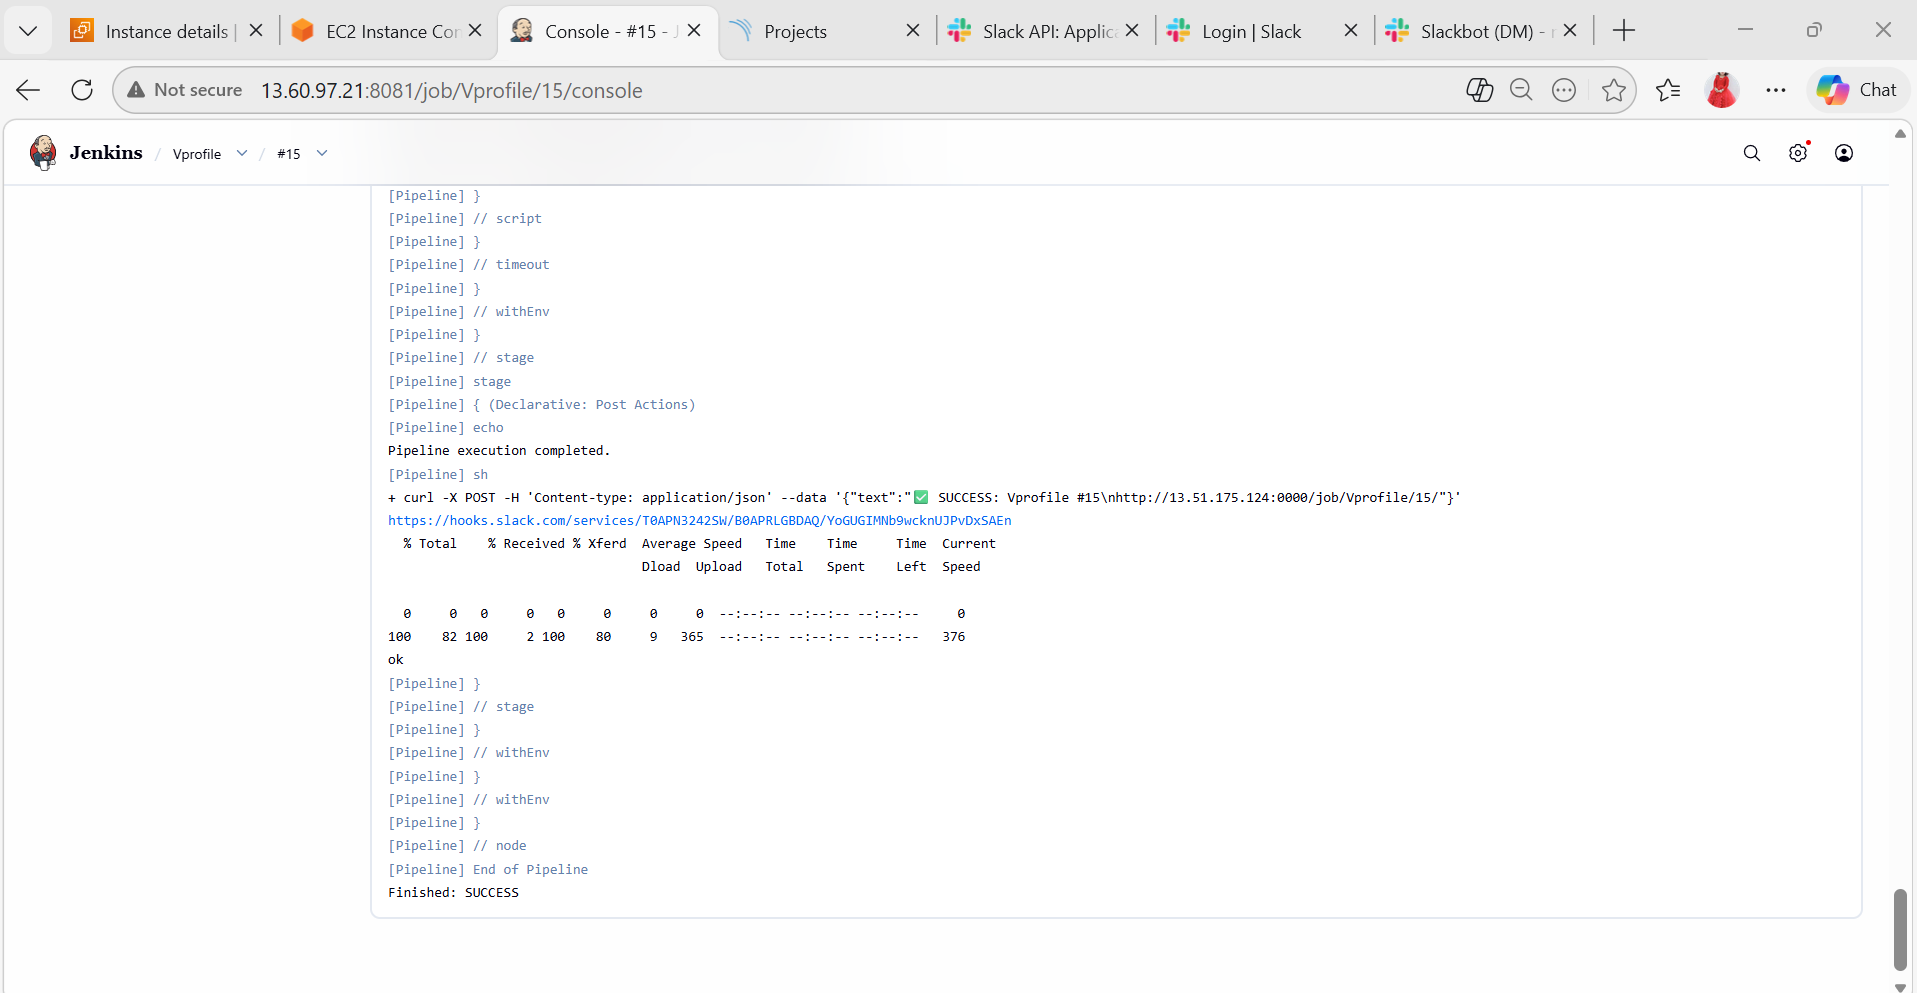 Instance details |
EC2 Instance Con
Console - #15 - J
Projects
Slack API: Applica
Login | Slack
Slackbot (DM) - r
Not secure 13.60.97.21:8081/job/Vprofile/15/console
Chat
Jenkins / Vprofile / #15
[Pipeline] }
[Pipeline] // script
[Pipeline] }
[Pipeline] // timeout
[Pipeline] }
[Pipeline] // withEnv
[Pipeline] }
[Pipeline] // stage
[Pipeline] stage
[Pipeline] { (Declarative: Post Actions)
[Pipeline] echo
Pipeline execution completed.
[Pipeline] sh
+ curl -X POST -H 'Content-type: application/json' --data '{"text":"✅ SUCCESS: Vprofile #15\nhttp://13.51.175.124:0000/job/Vprofile/15/"}'
https://hooks.slack.com/services/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
% Total % Received % Xferd Average Speed Time Time Time Current
Dload Upload Total Spent Left Speed
0 0 0 0 0 0 0 0 --:--:-- --:--:-- --:--:-- 0
100 82 100 2 100 80 9 365 --:--:-- --:--:-- --:--:-- 376
ok
[Pipeline] }
[Pipeline] // stage
[Pipeline] }
[Pipeline] // withEnv
[Pipeline] }
[Pipeline] // withEnv
[Pipeline] }
[Pipeline] // node
[Pipeline] End of Pipeline
Finished: SUCCESS